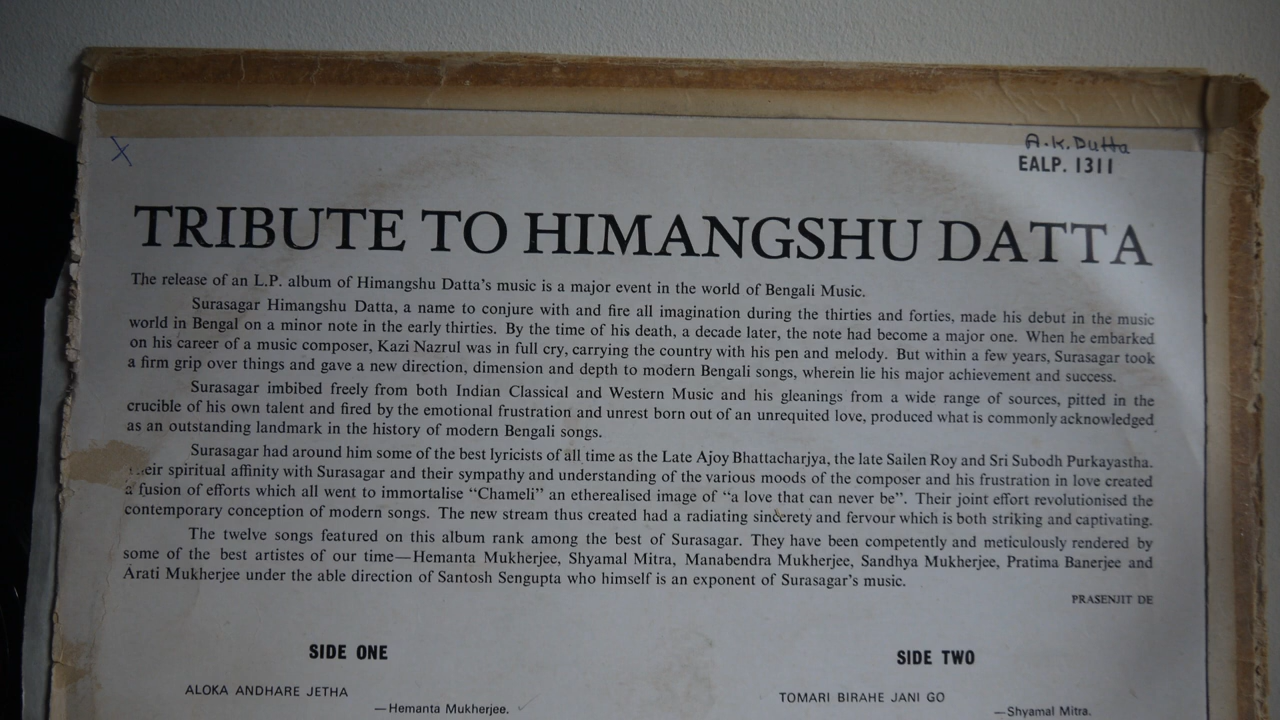 A.K. Dutta
EALP. 1311
TRIBUTE TO HIMANGSHU DATTA
The release of an L.P. album of Himangshu Datta's music is a major event in the world of Bengali Music.
Surasagar Himangshu Datta, a name to conjure with and fire all imagination during the thirties and forties, made his debut in the music
world in Bengal on a minor note in the early thirties. By the time of his death, a decade later, the note had become a major one. When he embarked
on his career of a music composer, Kazi Nazrul was in full cry, carrying the country with his pen and melody. But within a few years, Surasagar took
a firm grip over things and gave a new direction, dimension and depth to modern Bengali songs, wherein lie his major achievement and success.
Surasagar imbibed freely from both Indian Classical and Western Music and his gleanings from a wide range of sources, pitted in the
crucible of his own talent and fired by the emotional frustration and unrest born out of an unrequited love, produced what is commonly acknowledged
as an outstanding landmark in the history of modern Bengali songs.
Surasagar had around him some of the best lyricists of all time as the Late Ajoy Bhattacharjya, the late Sailen Roy and Sri Subodh Purkayastha.
Their spiritual affinity with Surasagar and their sympathy and understanding of the various moods of the composer and his frustration in love created
a fusion of efforts which all went to immortalise “Chameli” an etherealised image of “a love that can never be”. Their joint effort revolutionised the
contemporary conception of modern songs. The new stream thus created had a radiating sincerety and fervour which is both striking and captivating.
The twelve songs featured on this album rank among the best of Surasagar. They have been competently and meticulously rendered by
some of the best artistes of our time—Hemanta Mukherjee, Shyamal Mitra, Manabendra Mukherjee, Sandhya Mukherjee, Pratima Banerjee and
Arati Mukherjee under the able direction of Santosh Sengupta who himself is an exponent of Surasagar's music.
PRASENJIT DE
SIDE ONE
ALOKA ANDHARE JETHA
—Hemanta Mukherjee.
SIDE TWO
TOMARI BIRAHE JANI GO
—Shyamal Mitra.